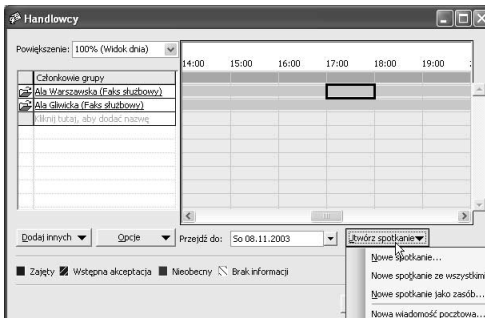 Handlowcy
Powiększenie: 100% (Widok dnia)
14:00 15:00 16:00 17:00 18:00 19:00
Członkowie grupy
Ala Warszawska (Faks służbowy)
Ala Gliwicka (Faks służbowy)
Kliknij tutaj, aby dodać nazwę
Dodaj innych Opcje Przejdź do: So 08.11.2003 Utwórz spotkanie
Nowe spotkanie...
Zajęty Wstępna akceptacja Nieobecny Brak informacji
Nowe spotkanie ze wszystkimi
Nowe spotkanie jako zasób...
Nowa wiadomość pocztowa...